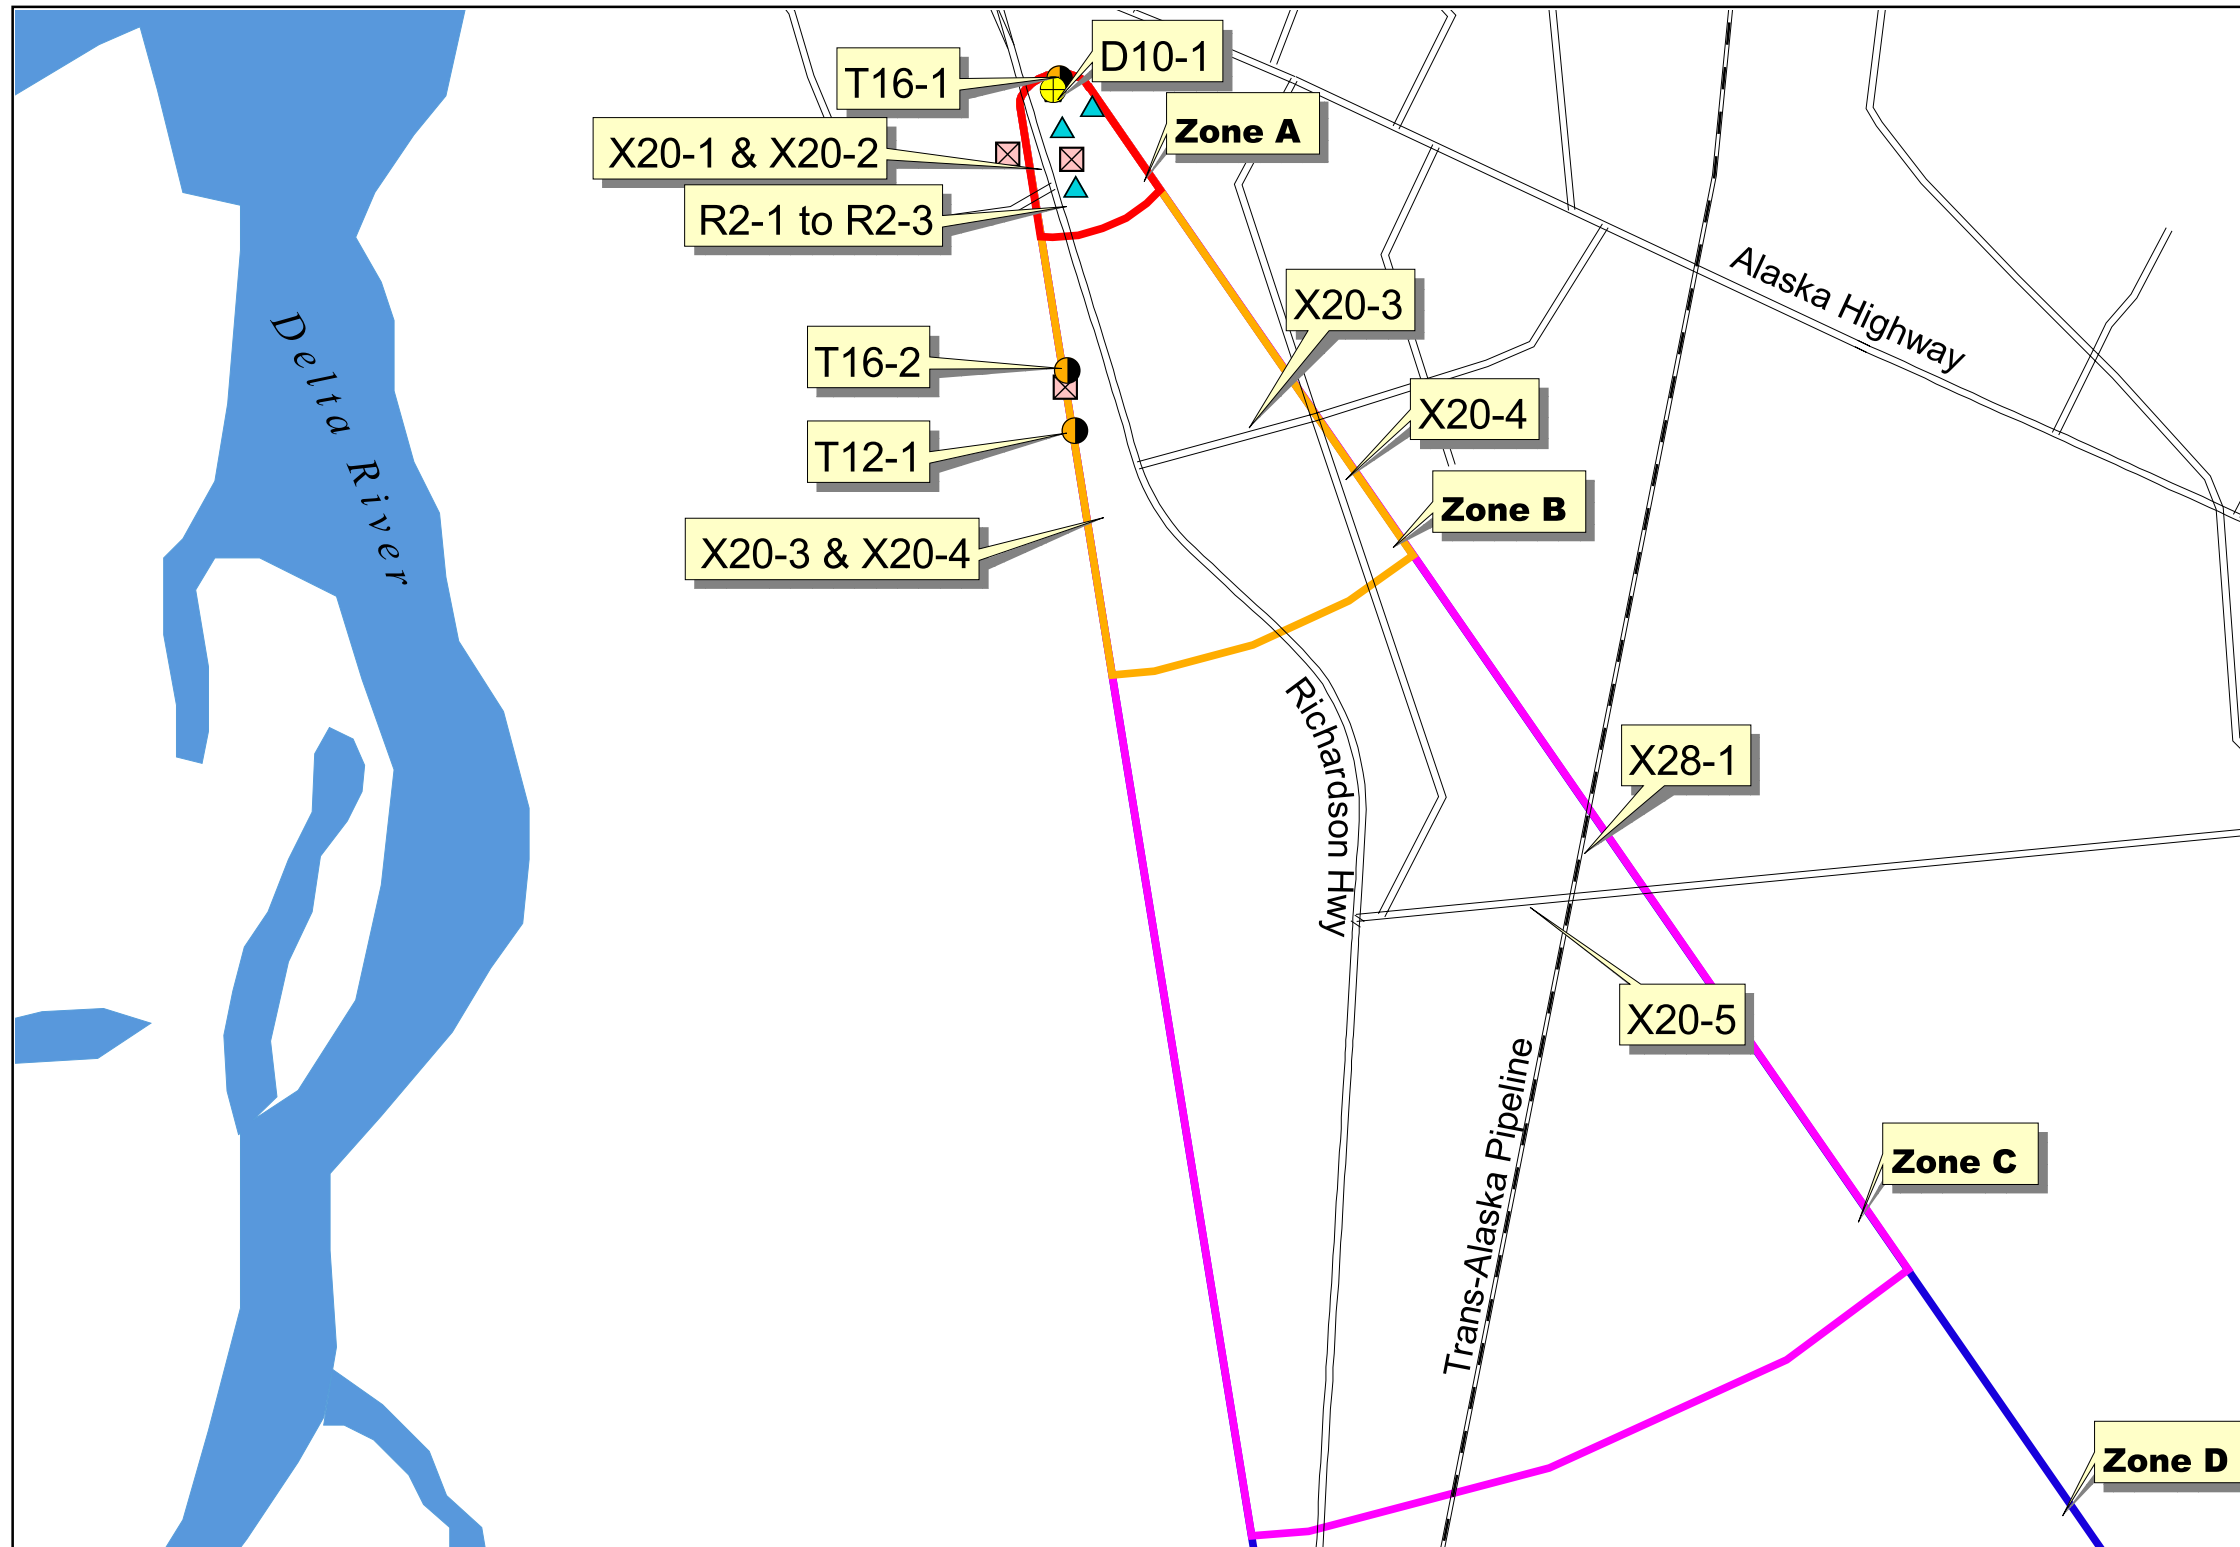 D10-1
T16-1
Zone A
X20-1 & X20-2
R2-1 to R2-3
Alaska Highway
X20-3
Delta River
T16-2
X20-4
T12-1
Zone B
X20-3 & X20-4
Richardson Hwy
X28-1
X20-5
Trans-Alaska Pipeline
Zone C
Zone D